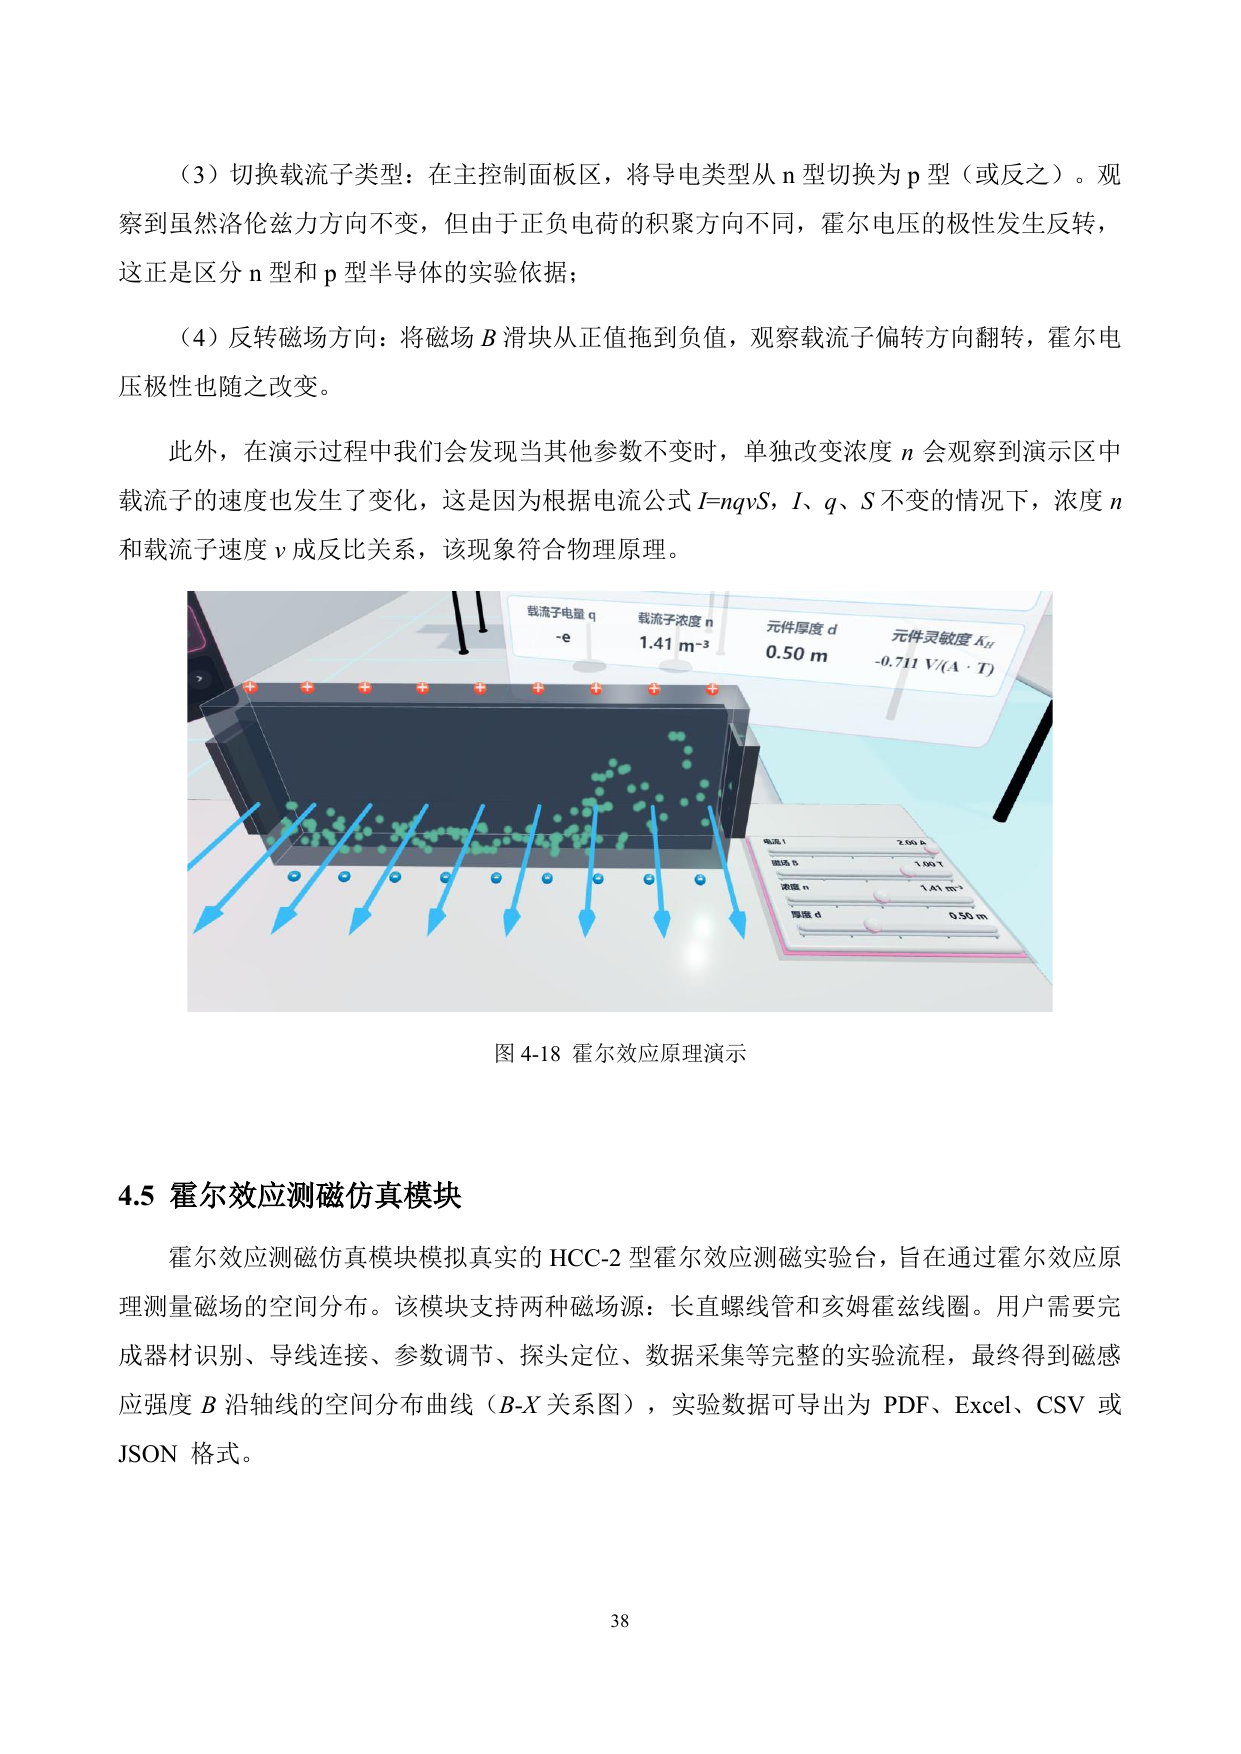 （3）切换载流子类型：在主控制面板区，将导电类型从 n 型切换为 p 型（或反之）。观
察到虽然洛伦兹力方向不变，但由于正负电荷的积聚方向不同，霍尔电压的极性发生反转，
这正是区分 n 型和 p 型半导体的实验依据；
（4）反转磁场方向：将磁场 B 滑块从正值拖到负值，观察载流子偏转方向翻转，霍尔电
压极性也随之改变。
此外，在演示过程中我们会发现当其他参数不变时，单独改变浓度 n 会观察到演示区中
载流子的速度也发生了变化，这是因为根据电流公式 I=nqvS，I、q、S 不变的情况下，浓度 n
和载流子速度 v 成反比关系，该现象符合物理原理。
载流子电量 q 载流子浓度 n 元件厚度 d 元件灵敏度 K_H
-e 1.41 m⁻³ 0.50 m -0.711 V/(A · T)
电流 I 2.00 A
磁场 B 1.00 T
浓度 n 1.41 m⁻³
厚度 d 0.50 m
图 4-18 霍尔效应原理演示
4.5 霍尔效应测磁仿真模块
霍尔效应测磁仿真模块模拟真实的 HCC-2 型霍尔效应测磁实验台，旨在通过霍尔效应原
理测量磁场的空间分布。该模块支持两种磁场源：长直螺线管和亥姆霍兹线圈。用户需要完
成器材识别、导线连接、参数调节、探头定位、数据采集等完整的实验流程，最终得到磁感
应强度 B 沿轴线的空间分布曲线（B-X 关系图），实验数据可导出为 PDF、Excel、CSV 或
JSON 格式。
38